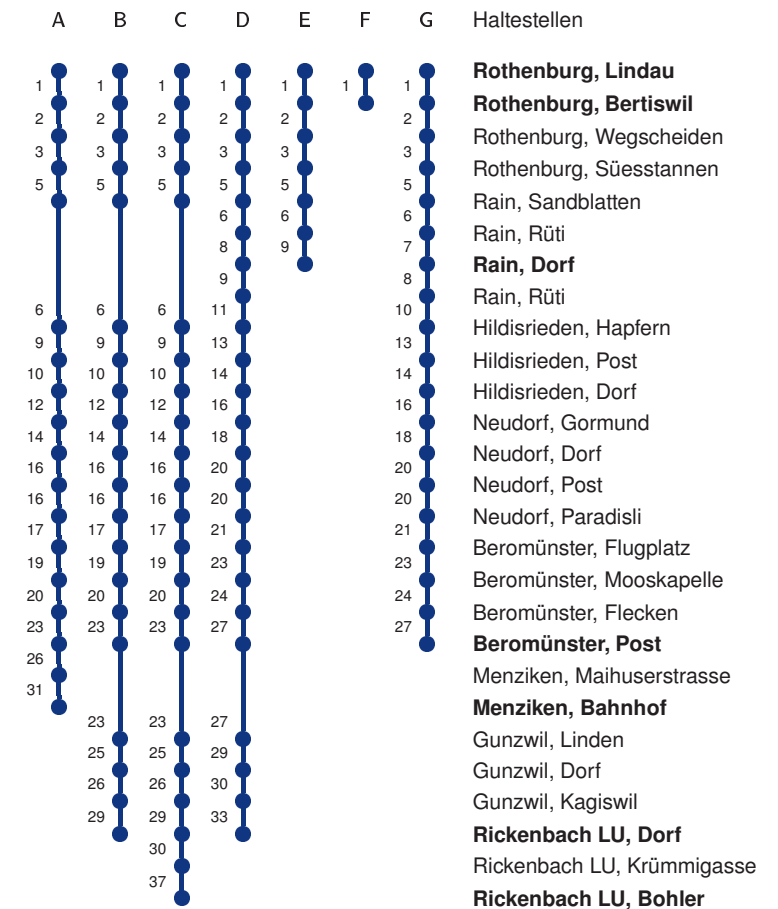 A B C D E F G Haltestellen
Rothenburg, Lindau
1 1 1 1 1 1 1
Rothenburg, Bertiswil
2 2 2 2 2 2
Rothenburg, Wegscheiden
3 3 3 3 3 3
Rothenburg, Süesstannen
5 5 5 5 5 5
Rain, Sandblatten
6 6 6
Rain, Rüti
8 9 7
Rain, Dorf
9 8
Rain, Rüti
6 6 6 11 10
Hildisrieden, Hapfern
9 9 9 13 13
Hildisrieden, Post
10 10 10 14 14
Hildisrieden, Dorf
12 12 12 16 16
Neudorf, Gormund
14 14 14 18 18
Neudorf, Dorf
16 16 16 20 20
Neudorf, Post
16 16 16 20 20
Neudorf, Paradisli
17 17 17 21 21
Beromünster, Flugplatz
19 19 19 23 23
Beromünster, Mooskapelle
20 20 20 24 24
Beromünster, Flecken
23 23 23 27 27
Beromünster, Post
26
Menziken, Maihuserstrasse
31
Menziken, Bahnhof
23 23 27
Gunzwil, Linden
25 25 29
Gunzwil, Dorf
26 26 30
Gunzwil, Kagiswil
29 29 33
Rickenbach LU, Dorf
30
Rickenbach LU, Krümmigasse
37
Rickenbach LU, Bohler